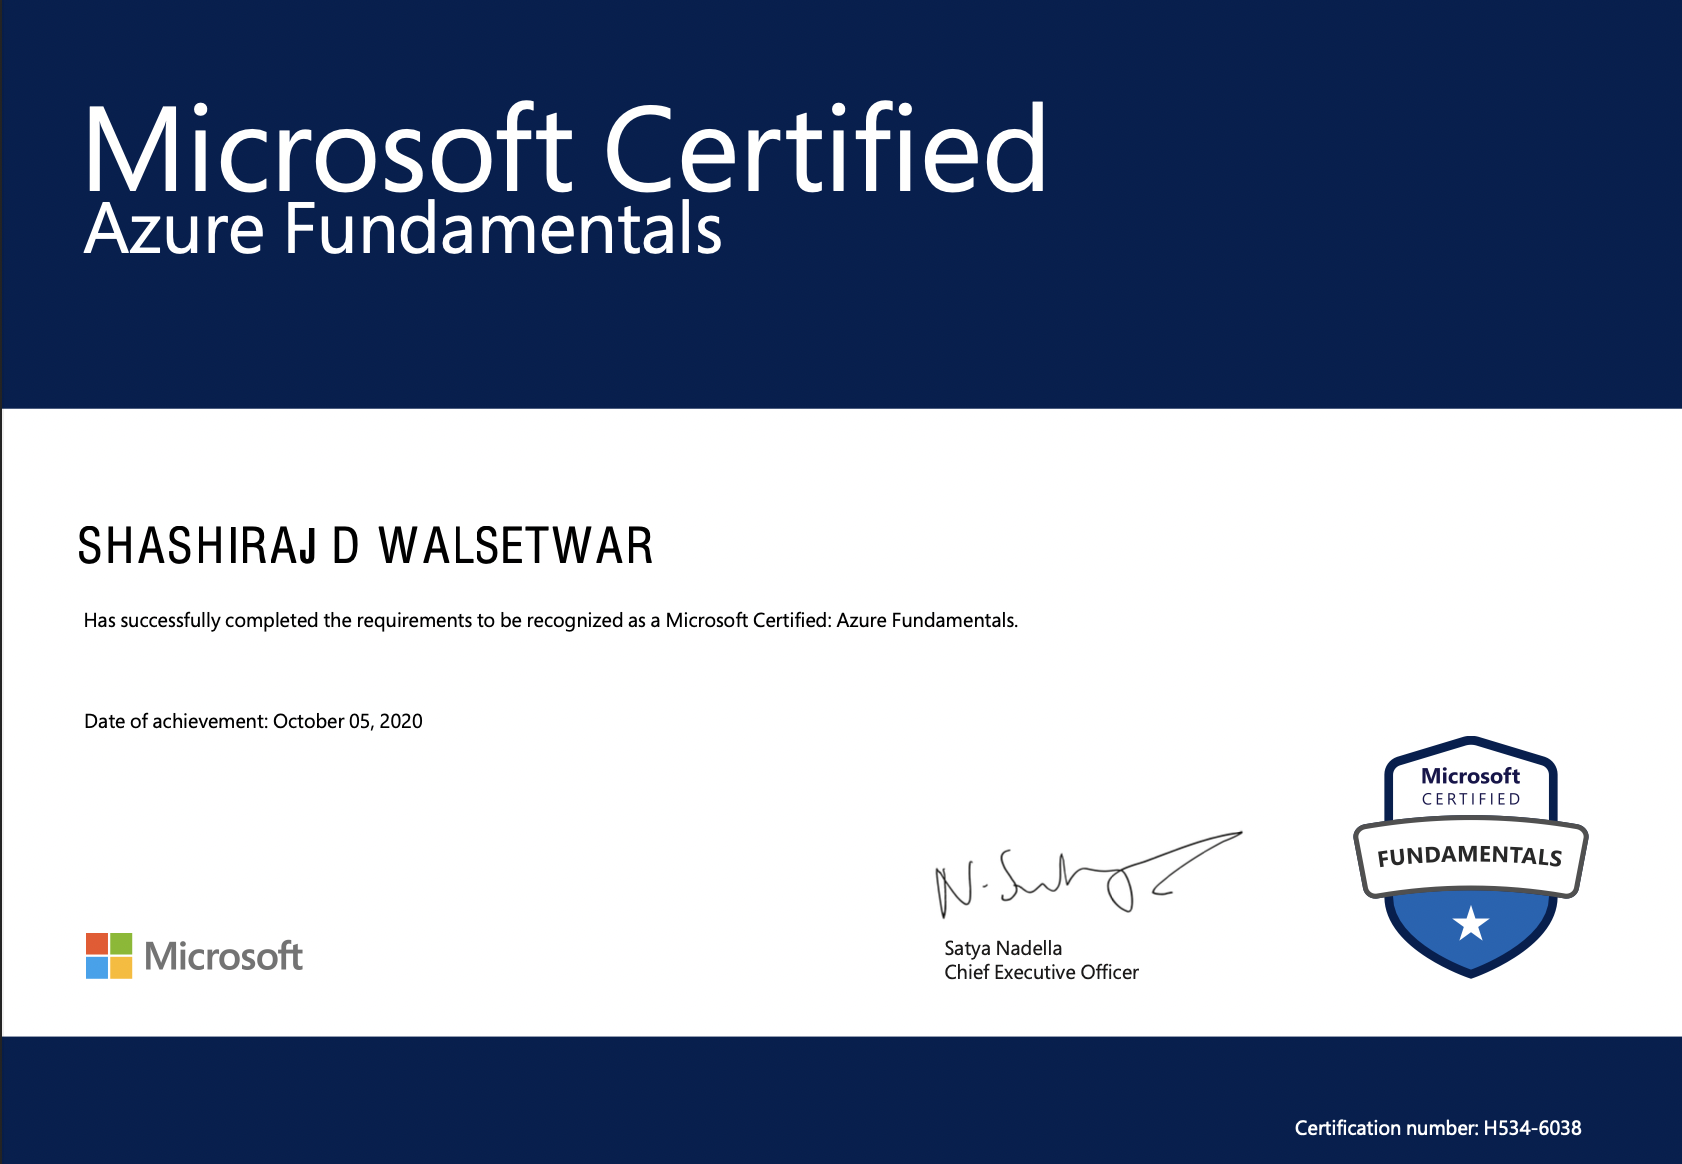 Microsoft Certified
Azure Fundamentals
SHASHIRAJ D WALSETWAR
Has successfully completed the requirements to be recognized as a Microsoft Certified: Azure Fundamentals.
Date of achievement: October 05, 2020
Microsoft
CERTIFIED
FUNDAMENTALS
N. Satya
Satya Nadella
Chief Executive Officer
Microsoft
Certification number: H534-6038